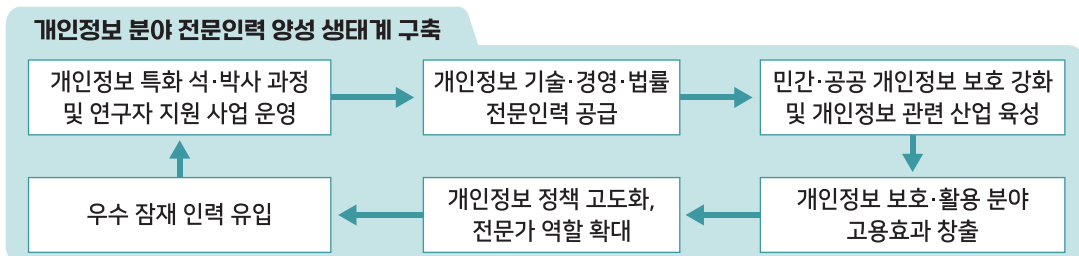 개인정보 분야 전문인력 양성 생태계 구축
개인정보 특화 석·박사 과정
및 연구자 지원 사업 운영
개인정보 기술·경영·법률
전문인력 공급
민간·공공 개인정보 보호 강화
및 개인정보 관련 산업 육성
개인정보 보호·활용 분야
고용효과 창출
개인정보 정책 고도화,
전문가 역할 확대
우수 잠재 인력 유입